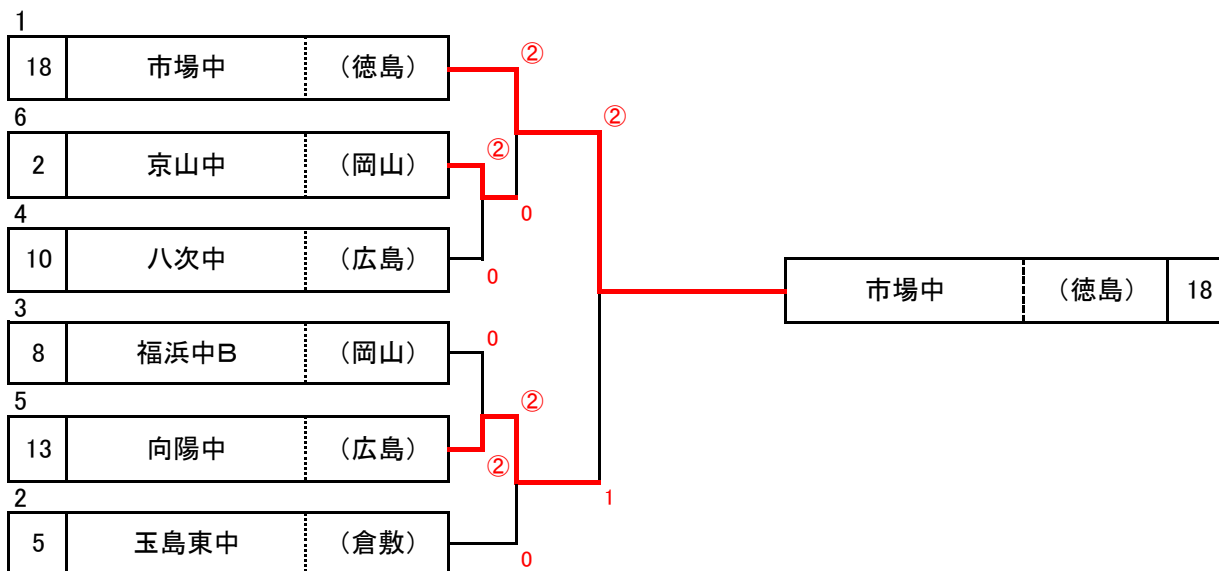 1
18 市場中 （徳島） ②
②
6
2 京山中 （岡山） ②
0
4
10 八次中 （広島） 0
市場中 （徳島） 18
3
8 福浜中B （岡山） 0
5 ②
13 向陽中 （広島） ②
2 1
5 玉島東中 （倉敷） 0